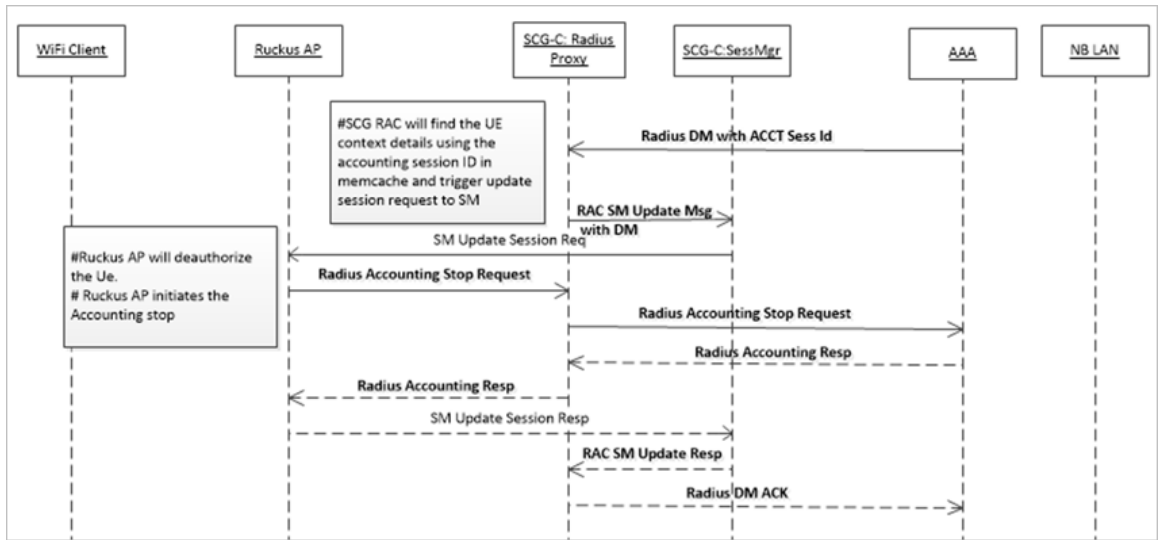 WiFi Client
Ruckus AP
SCG-C: Radius
Proxy
SCG-C:SessMgr
AAA
NB LAN
#SCG RAC will find the UE
context details using the
accounting session ID in
memcache and trigger update
session request to SM
Radius DM with ACCT Sess Id
RAC SM Update Msg
with DM
SM Update Session Req
#Ruckus AP will deauthorize
the Ue.
# Ruckus AP initiates the
Accounting stop
Radius Accounting Stop Request
Radius Accounting Stop Request
Radius Accounting Resp
Radius Accounting Resp
SM Update Session Resp
RAC SM Update Resp
Radius DM ACK